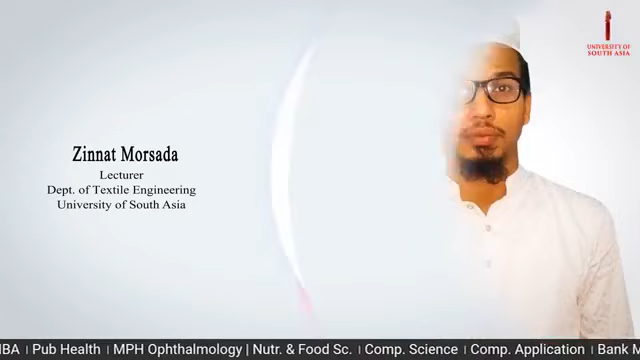 UNIVERSITY OF
SOUTH ASIA
Zinnat Morsada
Lecturer
Dept. of Textile Engineering
University of South Asia
Pub Health | MPH Ophthalmology | Nutr. & Food Sc. | Comp. Science | Comp. Application | Bank